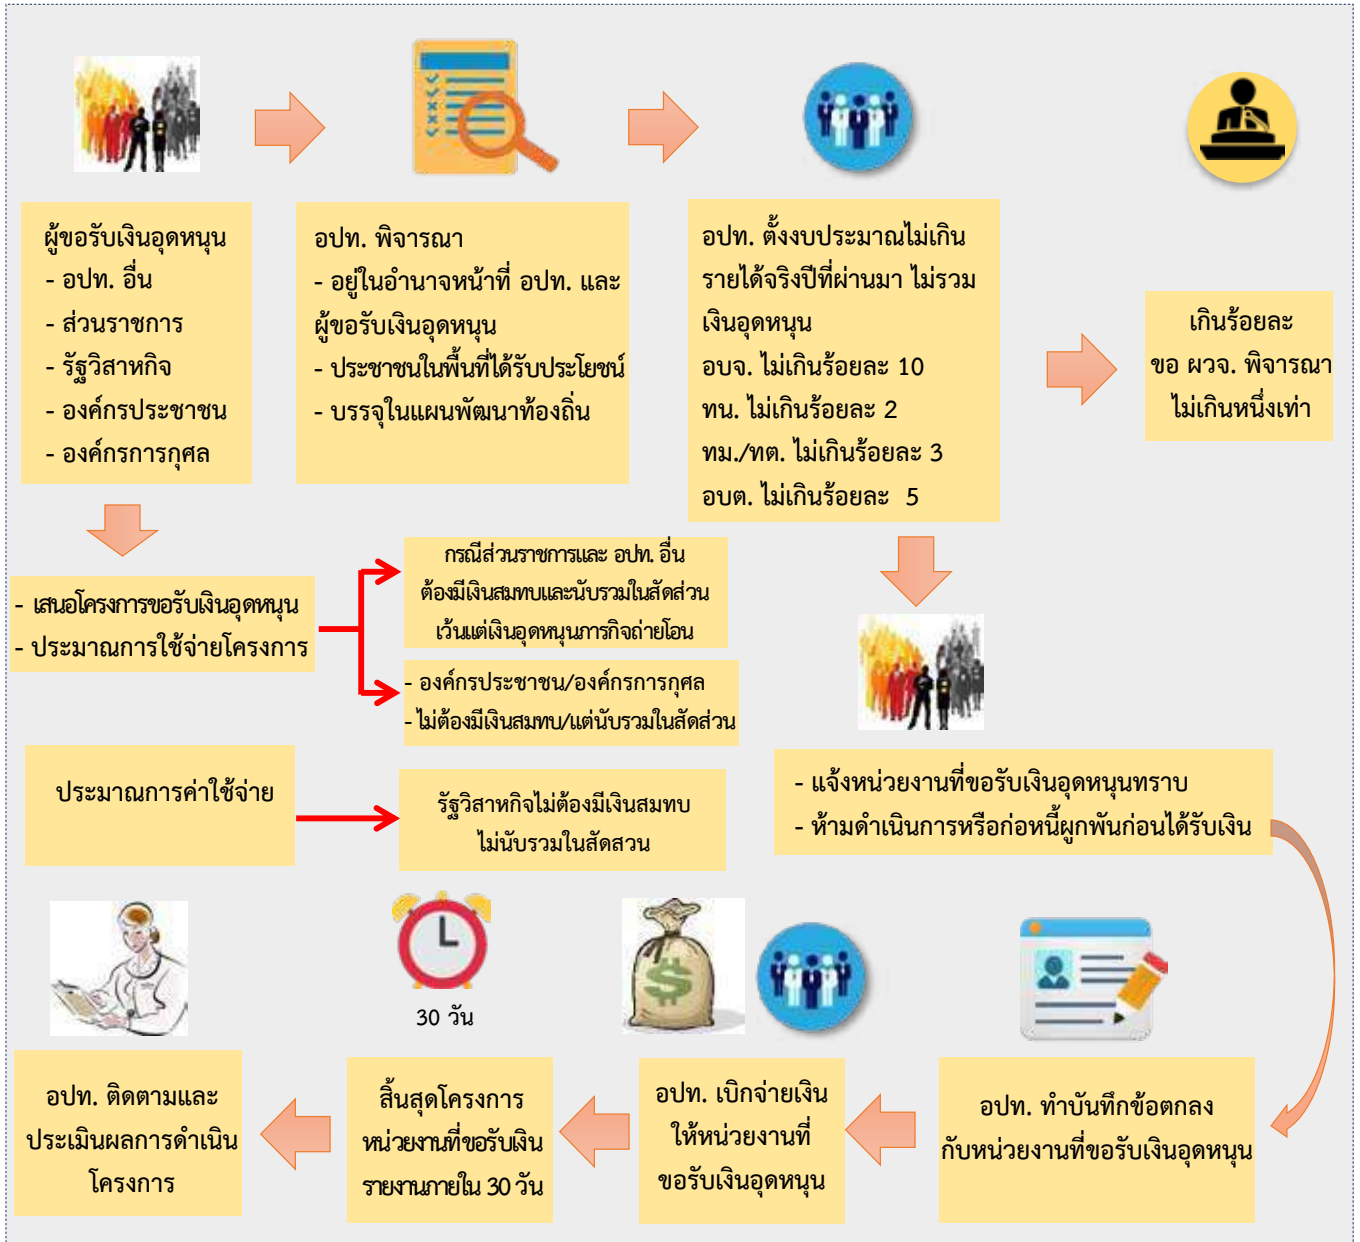 ผู้ขอรับเงินอุดหนุน
- อปท. อื่น
- ส่วนราชการ
- รัฐวิสาหกิจ
- องค์กรประชาชน
- องค์กรการกุศล
อปท. พิจารณา
- อยู่ในอำนาจหน้าที่ อปท. และ
ผู้ขอรับเงินอุดหนุน
- ประชาชนในพื้นที่ได้รับประโยชน์
- บรรจุในแผนพัฒนาท้องถิ่น
อปท. ตั้งงบประมาณไม่เกิน
รายได้จริงปีที่ผ่านมา ไม่รวม
เงินอุดหนุน
อบจ. ไม่เกินร้อยละ 10
ทน. ไม่เกินร้อยละ 2
ทม./ทต. ไม่เกินร้อยละ 3
อบต. ไม่เกินร้อยละ 5
เกินร้อยละ
ขอ ผวจ. พิจารณา
ไม่เกินหนึ่งเท่า
- เสนอโครงการขอรับเงินอุดหนุน
- ประมาณการใช้จ่ายโครงการ
กรณีส่วนราชการและ อปท. อื่น
ต้องมีเงินสมทบและนับรวมในสัดส่วน
เว้นแต่เงินอุดหนุนภารกิจถ่ายโอน
- องค์กรประชาชน/องค์กรการกุศล
- ไม่ต้องมีเงินสมทบ/แต่นับรวมในสัดส่วน
ประมาณการค่าใช้จ่าย
รัฐวิสาหกิจไม่ต้องมีเงินสมทบ
ไม่นับรวมในสัดสวน
- แจ้งหน่วยงานที่ขอรับเงินอุดหนุนทราบ
- ห้ามดำเนินการหรือก่อหนี้ผูกพันก่อนได้รับเงิน
30 วัน
อปท. ติดตามและ
ประเมินผลการดำเนิน
โครงการ
สิ้นสุดโครงการ
หน่วยงานที่ขอรับเงิน
รายงานภายใน 30 วัน
อปท. เบิกจ่ายเงิน
ให้หน่วยงานที่
ขอรับเงินอุดหนุน
อปท. ทำบันทึกข้อตกลง
กับหน่วยงานที่ขอรับเงินอุดหนุน